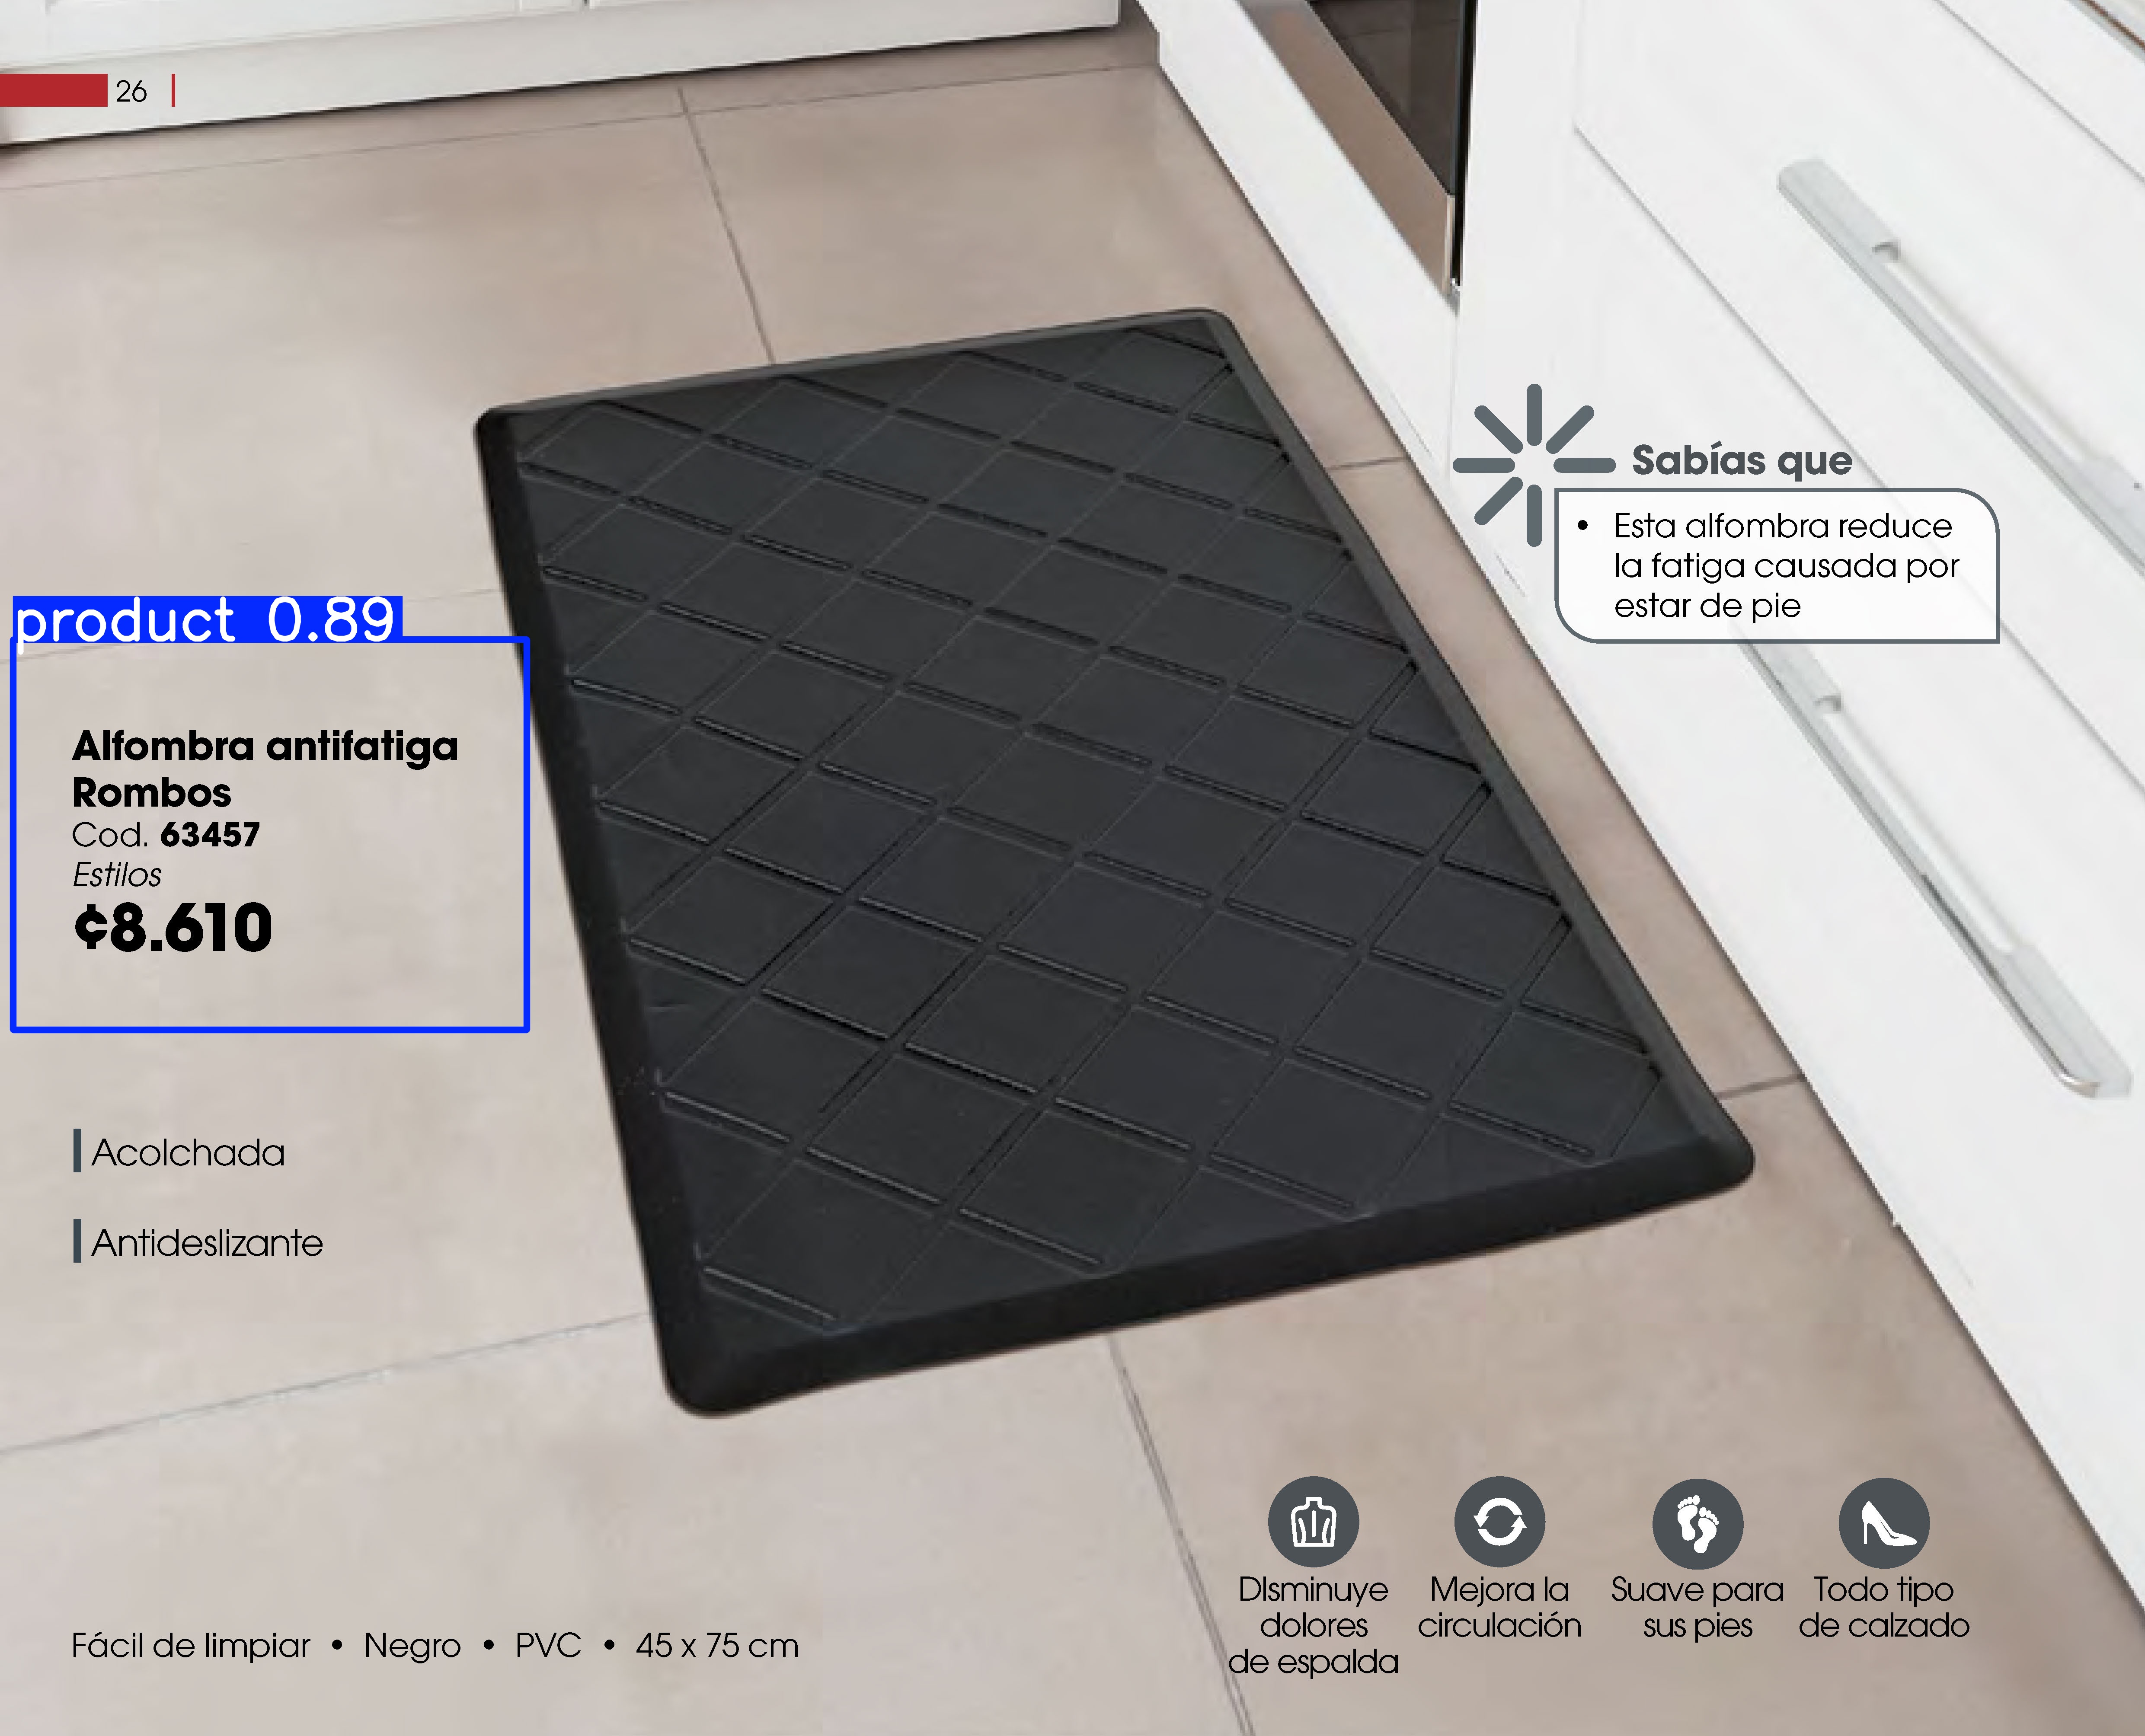 26
product 0.89
Alfombra antifatiga
Rombos
Cod. 63457
Estilos
¢8.610
Sabías que
• Esta alfombra reduce
la fatiga causada por
estar de pie
Acolchada
Antideslizante
Fácil de limpiar • Negro • PVC • 45 x 75 cm
DIsminuye
dolores
de espalda
Mejora la
circulación
Suave para
sus pies
Todo tipo
de calzado